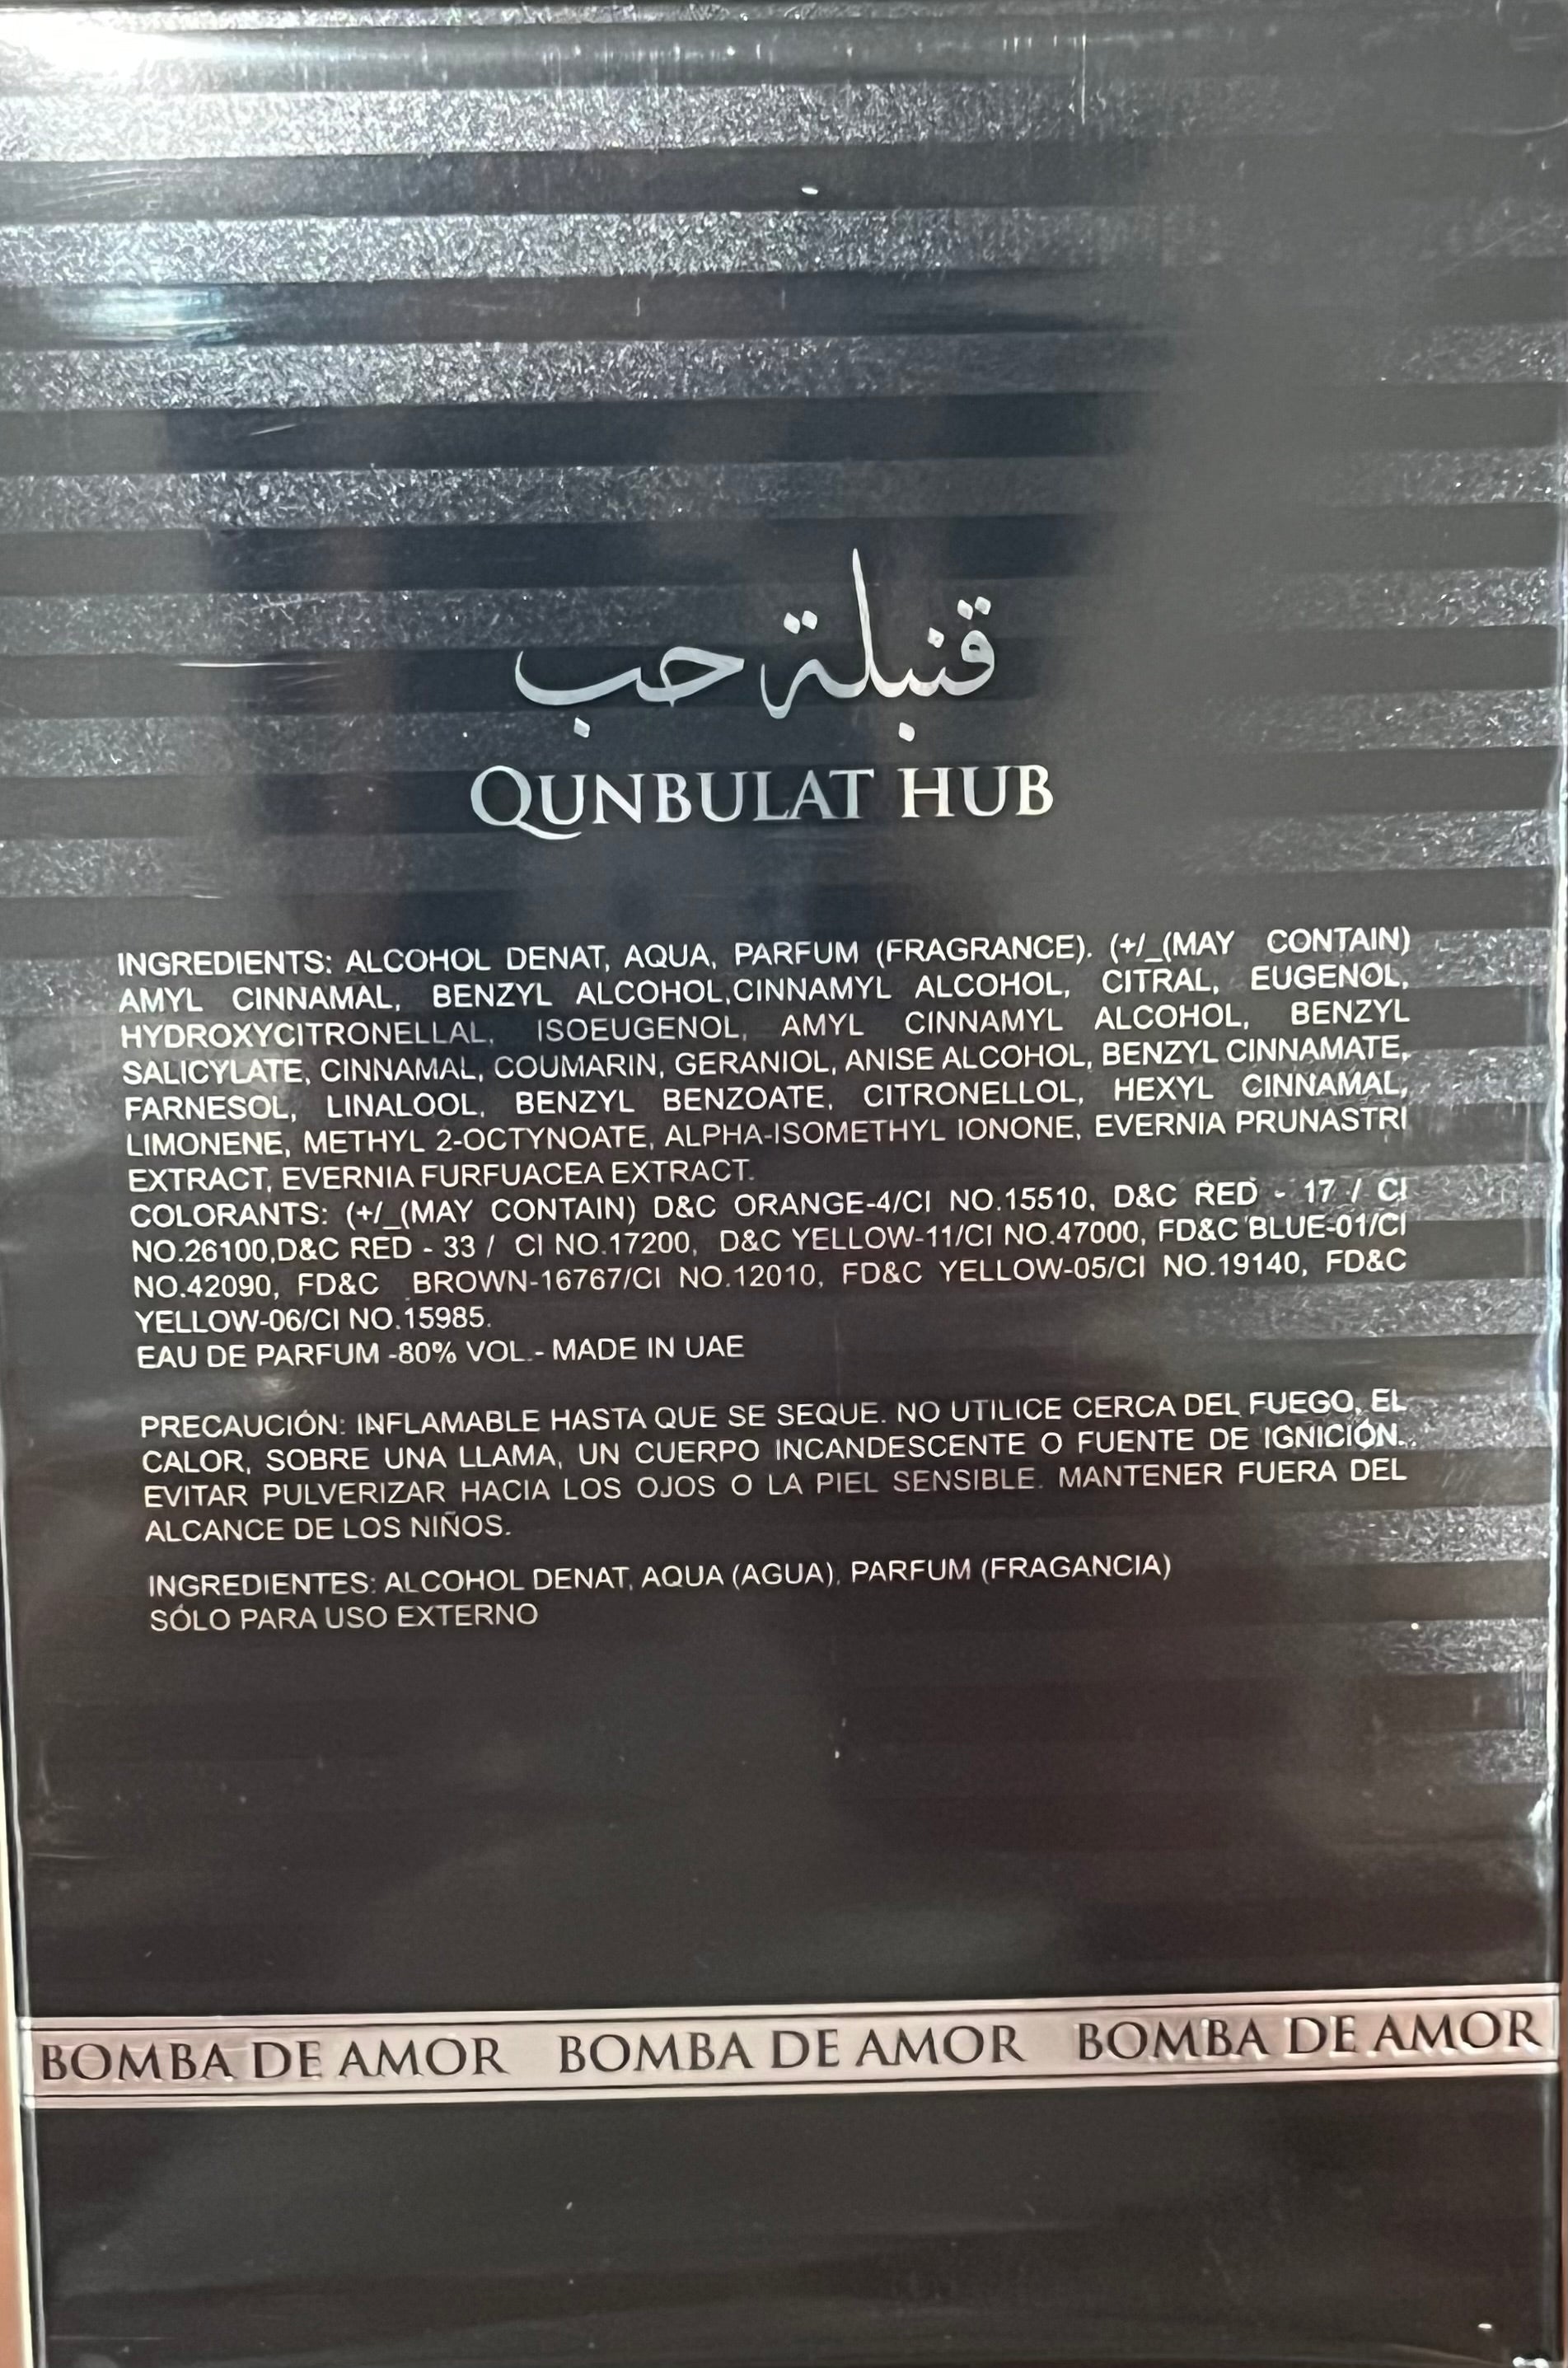 قنبلة حب
QUNBULAT HUB
INGREDIENTS: ALCOHOL DENAT, AQUA, PARFUM (FRAGRANCE). (+/_(MAY CONTAIN)
AMYL CINNAMAL, BENZYL ALCOHOL,CINNAMYL ALCOHOL, CITRAL, EUGENOL,
HYDROXYCITRONELLAL, ISOEUGENOL, AMYL CINNAMYL ALCOHOL, BENZYL
SALICYLATE, CINNAMAL, COUMARIN, GERANIOL, ANISE ALCOHOL, BENZYL CINNAMATE,
FARNESOL, LINALOOL, BENZYL BENZOATE, CITRONELLOL, HEXYL CINNAMAL,
LIMONENE, METHYL 2-OCTYNOATE, ALPHA-ISOMETHYL IONONE, EVERNIA PRUNASTRI
EXTRACT, EVERNIA FURFUACEA EXTRACT.
COLORANTS: (+/_(MAY CONTAIN) D&C ORANGE-4/CI NO.15510, D&C RED - 17 / CI
NO.26100,D&C RED - 33 / CI NO.17200, D&C YELLOW-11/CI NO.47000, FD&C BLUE-01/CI
NO.42090, FD&C BROWN-16767/CI NO.12010, FD&C YELLOW-05/CI NO.19140, FD&C
YELLOW-06/CI NO.15985.
EAU DE PARFUM -80% VOL.- MADE IN UAE
PRECAUCIÓN: INFLAMABLE HASTA QUE SE SEQUE. NO UTILICE CERCA DEL FUEGO, EL
CALOR, SOBRE UNA LLAMA, UN CUERPO INCANDESCENTE O FUENTE DE IGNICIÓN.
EVITAR PULVERIZAR HACIA LOS OJOS O LA PIEL SENSIBLE. MANTENER FUERA DEL
ALCANCE DE LOS NIÑOS.
INGREDIENTES: ALCOHOL DENAT, AQUA (AGUA), PARFUM (FRAGANCIA)
SÓLO PARA USO EXTERNO
BOMBA DE AMOR BOMBA DE AMOR BOMBA DE AMOR